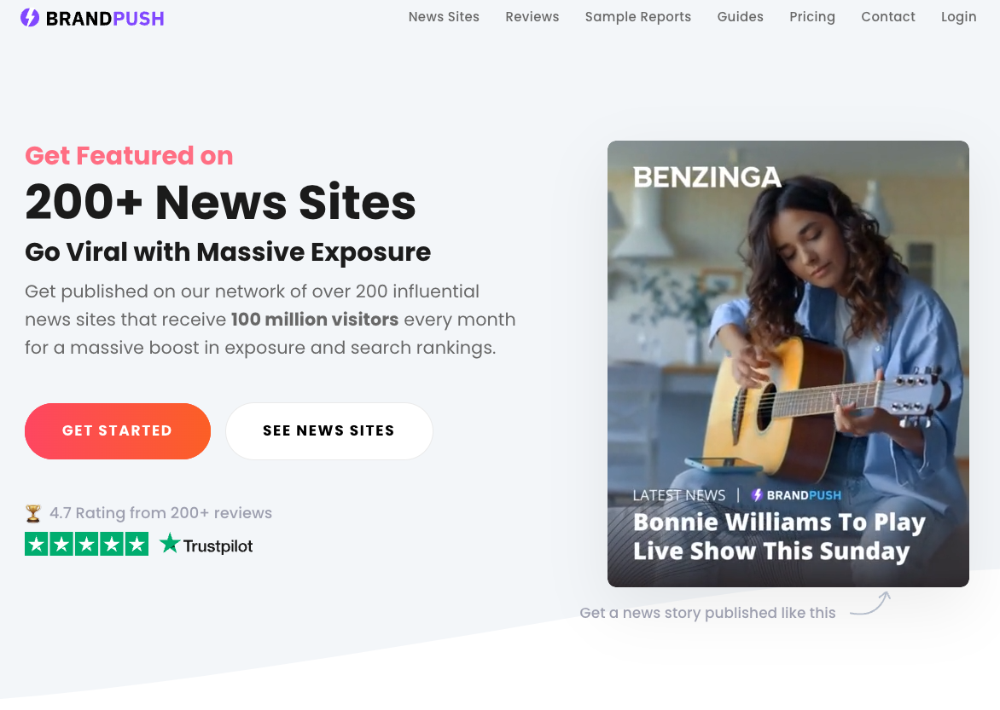 BRANDPUSH
News Sites Reviews Sample Reports Guides Pricing Contact Login
Get Featured on
200+ News Sites
Go Viral with Massive Exposure
Get published on our network of over 200 influential
news sites that receive 100 million visitors every month
for a massive boost in exposure and search rankings.
GET STARTED SEE NEWS SITES
4.7 Rating from 200+ reviews
Trustpilot
BENZINGA
LATEST NEWS | BRANDPUSH
Bonnie Williams To Play
Live Show This Sunday
Get a news story published like this